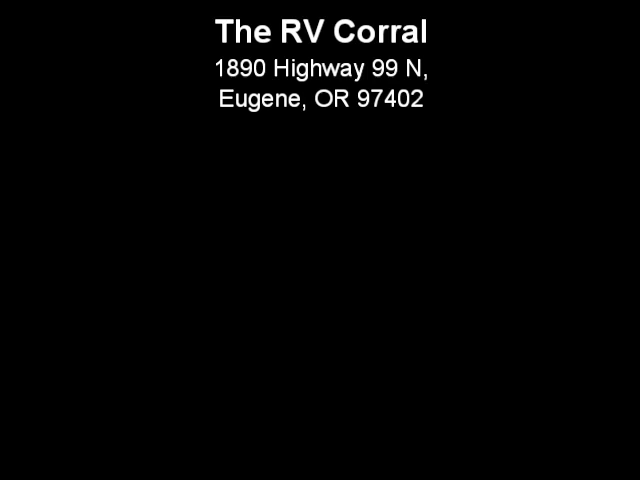 The RV Corral
1890 Highway 99 N,
Eugene, OR 97402